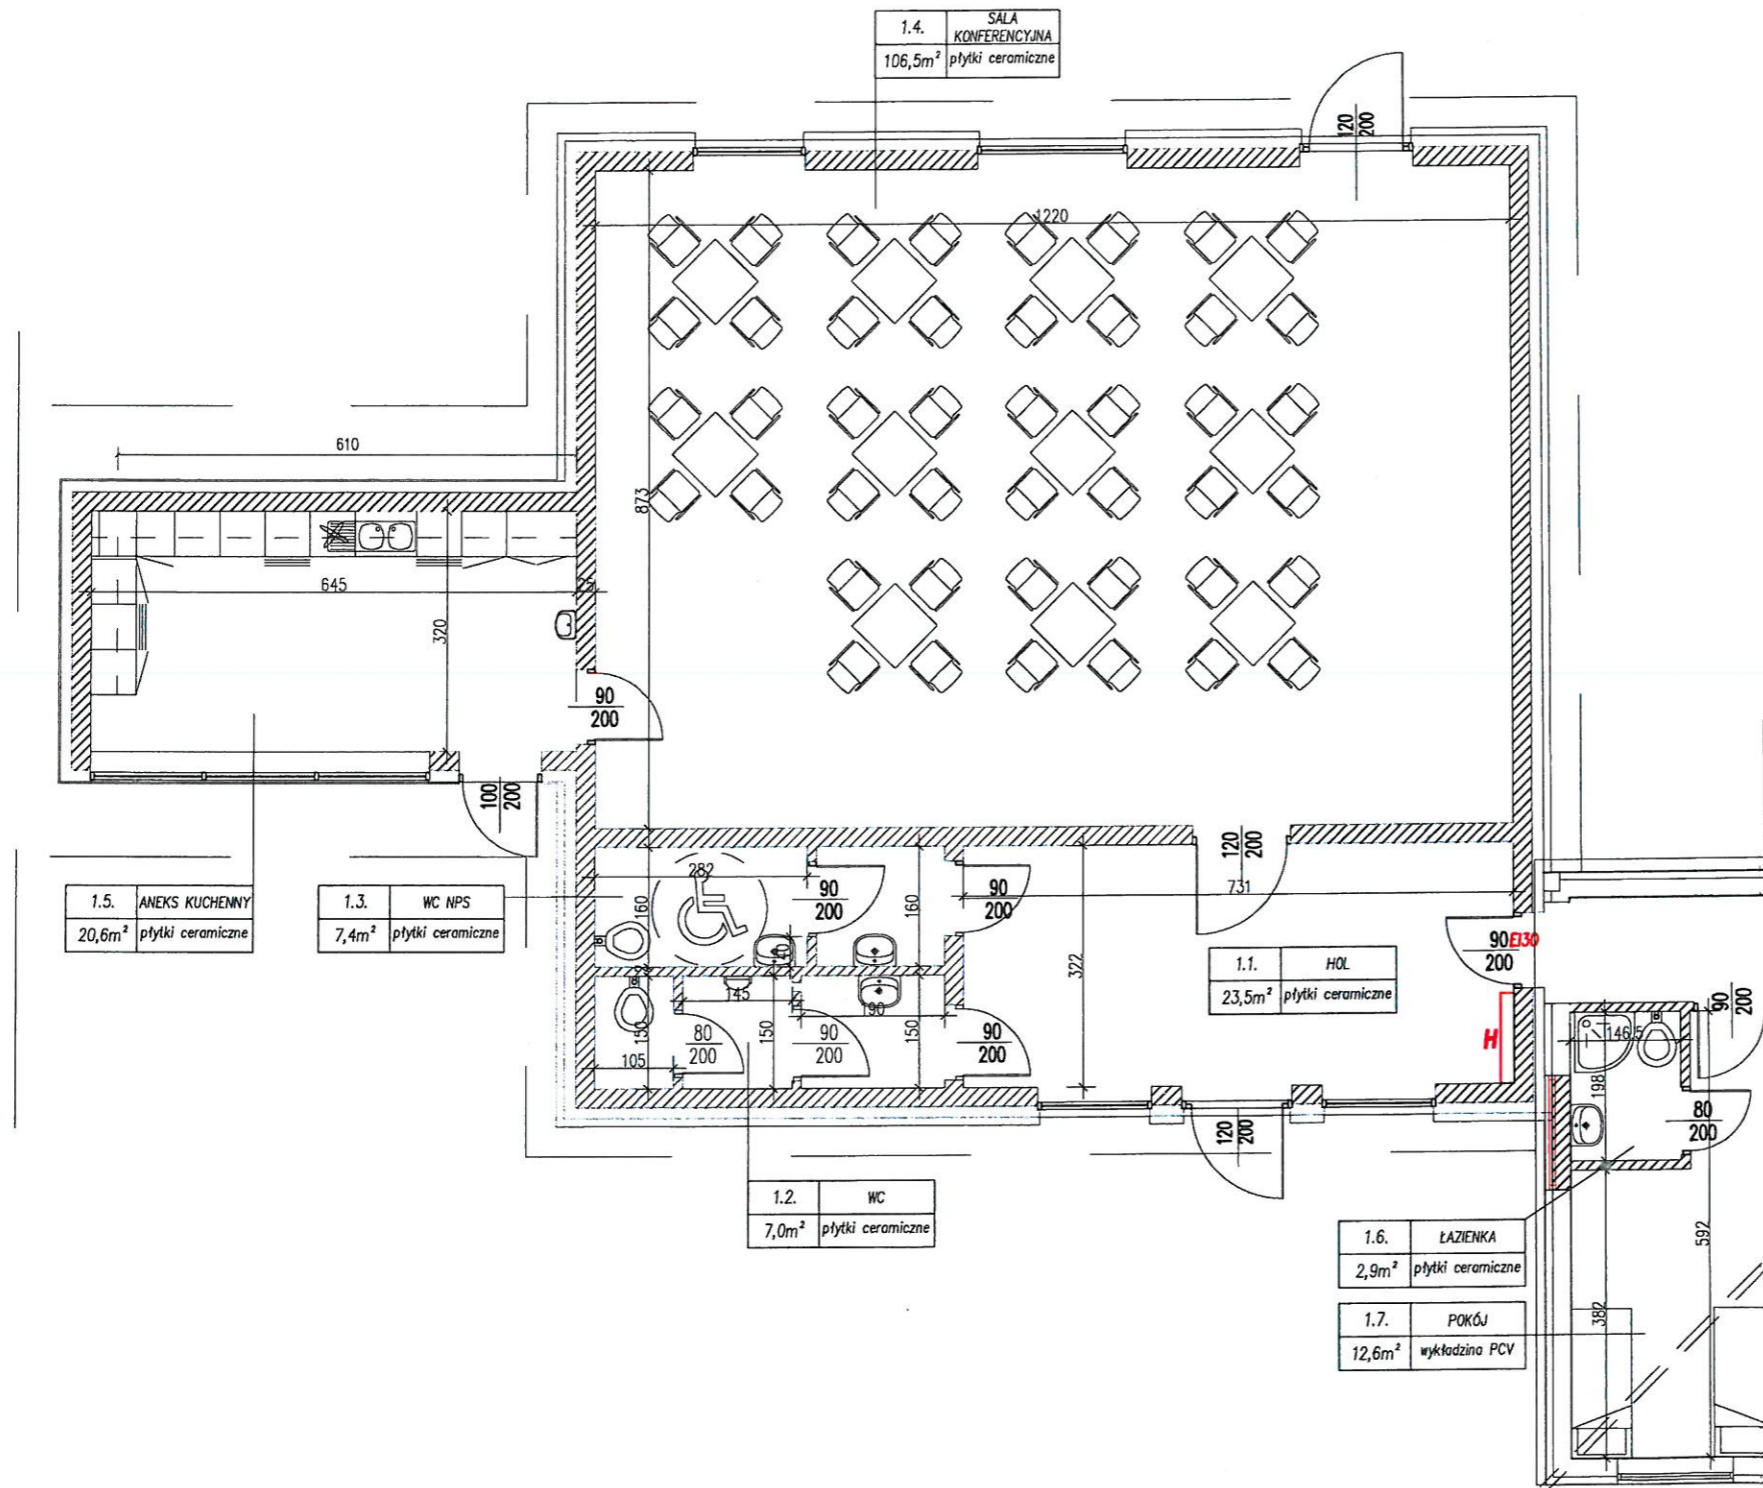 1.4. SALA KONFERENCYJNA
106,5m² płytki ceramiczne
120
200
1220
610
873
645
25
320
90
200
100
200
1.5. ANEKS KUCHENNY
20,6m² płytki ceramiczne
1.3. WC NPS
7,4m² płytki ceramiczne
282
160
90
200
160
90
200
120
200
731
322
40
1.1. HOL
23,5m² płytki ceramiczne
90 EI30
200
H
145
190
150
105
80
200
150
90
200
150
90
200
120
200
1.2. WC
7,0m² płytki ceramiczne
146,5
198
90
200
80
200
592
382
1.6. ŁAZIENKA
2,9m² płytki ceramiczne
1.7. POKÓJ
12,6m² wykładzina PCV